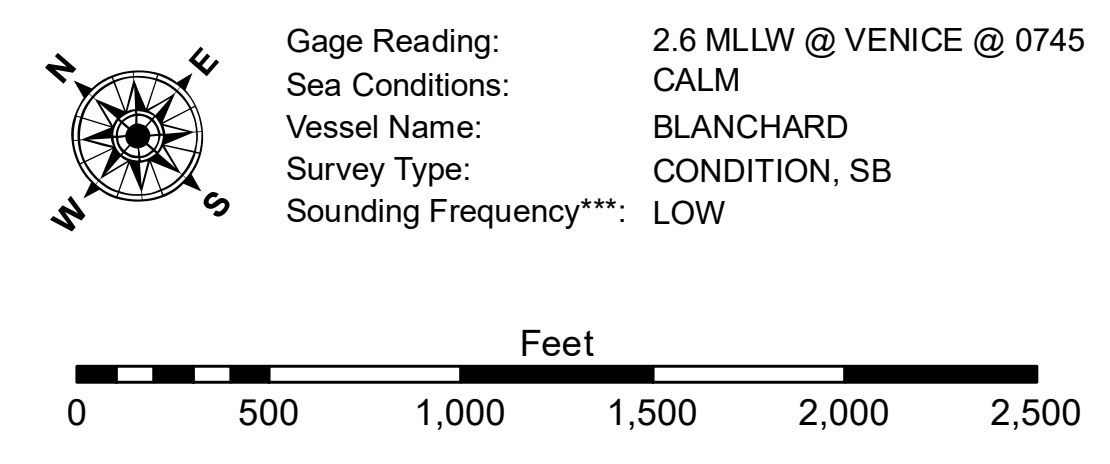 N E
W S
Gage Reading: 2.6 MLLW @ VENICE @ 0745
Sea Conditions: CALM
Vessel Name: BLANCHARD
Survey Type: CONDITION, SB
Sounding Frequency***: LOW
Feet
0 500 1,000 1,500 2,000 2,500